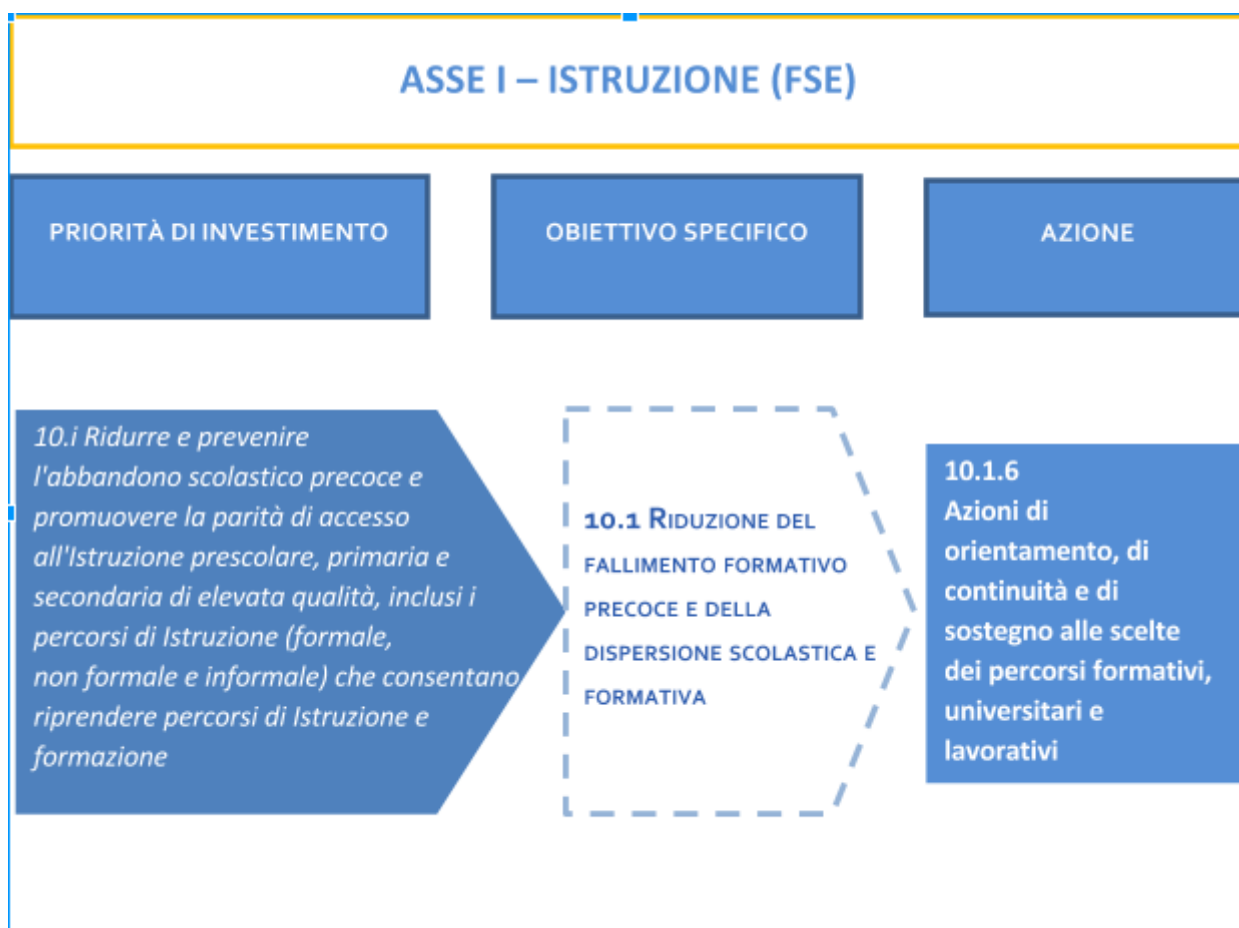 ASSE I – ISTRUZIONE (FSE)
PRIORITÀ DI INVESTIMENTO
OBIETTIVO SPECIFICO
AZIONE
10.i Ridurre e prevenire
l'abbandono scolastico precoce e
promuovere la parità di accesso
all'Istruzione prescolare, primaria e
secondaria di elevata qualità, inclusi i
percorsi di Istruzione (formale,
non formale e informale) che consentano
riprendere percorsi di Istruzione e
formazione
10.1 RIDUZIONE DEL
FALLIMENTO FORMATIVO
PRECOCE E DELLA
DISPERSIONE SCOLASTICA E
FORMATIVA
10.1.6
Azioni di
orientamento, di
continuità e di
sostegno alle scelte
dei percorsi formativi,
universitari e
lavorativi